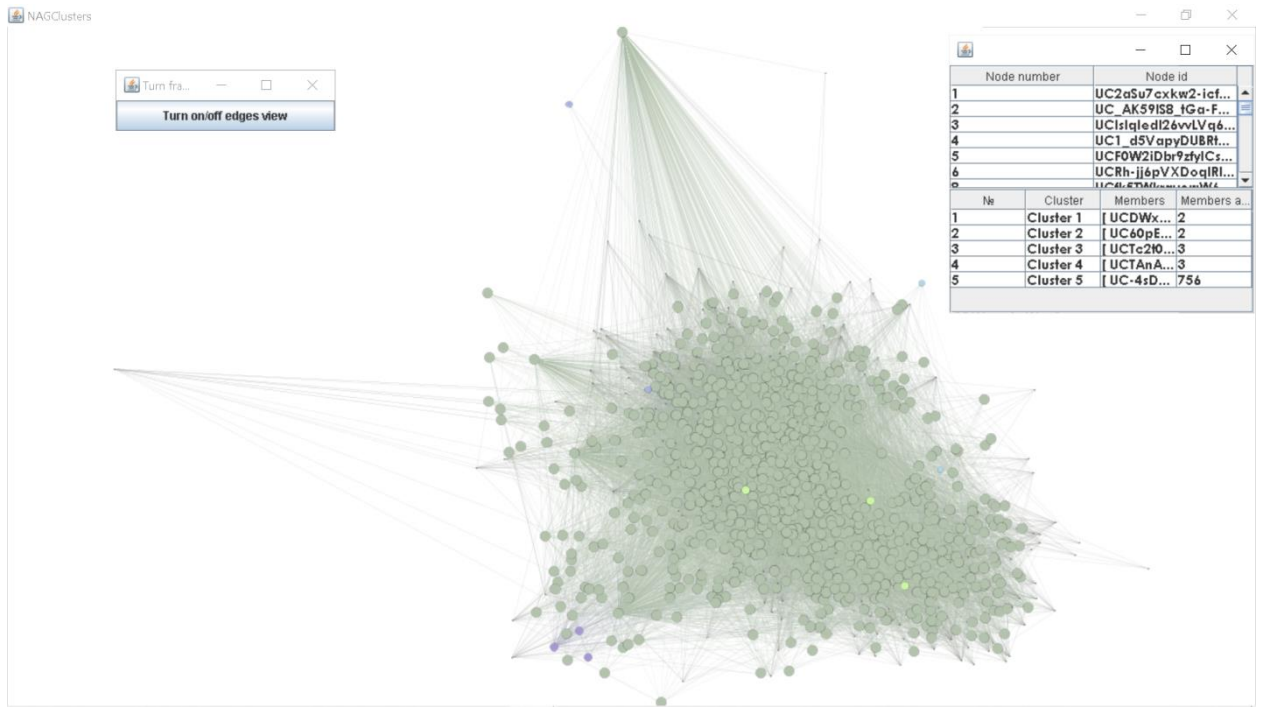 NAGClusters
Turn fra...
Turn on/off edges view
Node number Node id
1 UC2aSu7cxkw2-icf...
2 UC_AK59IS8_tGa-F...
3 UCIsIqIedI26vvLVq6...
4 UC1_d5VapyDUBRt...
5 UCF0W2iDbr9zfyICs...
6 UCRh-jj6pVXDoqIRI...
№ Cluster Members Members a...
1 Cluster 1 [ UCDWx... 2
2 Cluster 2 [ UC60pE... 2
3 Cluster 3 [ UCTc2t0... 3
4 Cluster 4 [ UCTAnA... 3
5 Cluster 5 [ UC-4sD... 756